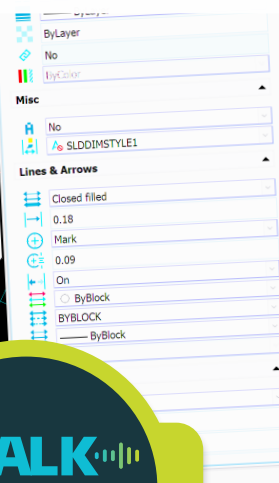 ByLayer
ByLayer
No
ByColor
Misc
No
SLDDIMSTYLE1
Lines & Arrows
Closed filled
0.18
Mark
0.09
On
ByBlock
BYBLOCK
ByBlock
ALK